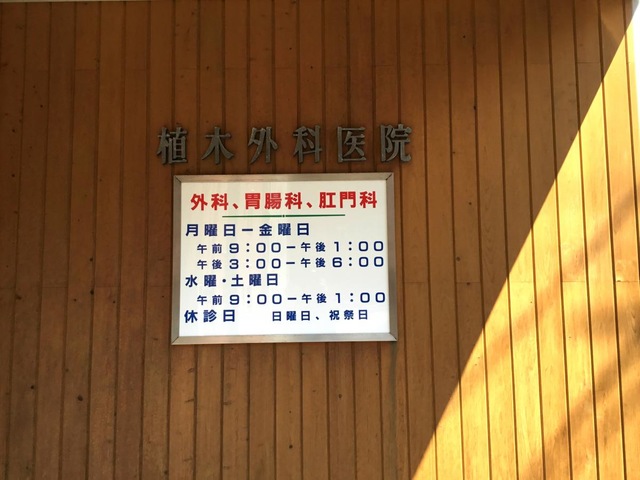 植木外科医院
外科、胃腸科、肛門科
月曜日ー金曜日
午前9:00ー午後1:00
午後3:00ー午後6:00
水曜・土曜日
午前9:00ー午後1:00
休診日 日曜日、祝祭日